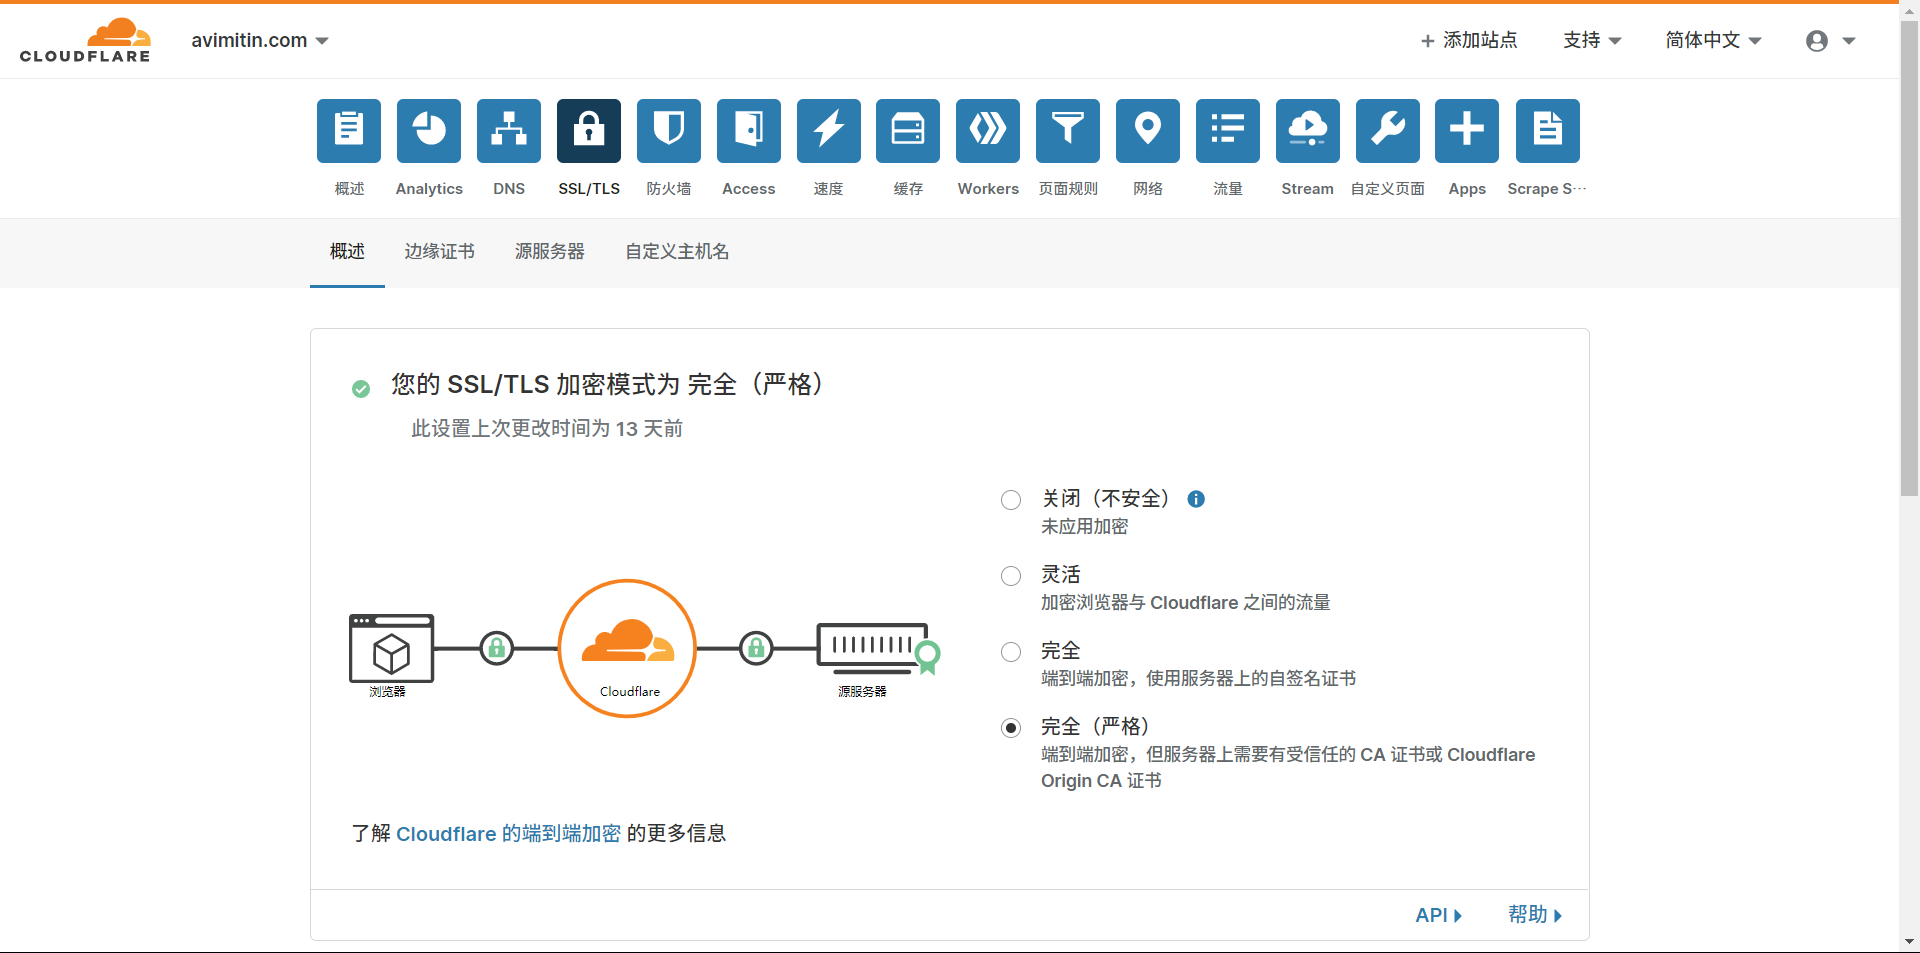 CLOUDFLARE
avimitin.com
添加站点
支持
简体中文
概述
Analytics
DNS
SSL/TLS
防火墙
Access
速度
缓存
Workers
页面规则
网络
流量
Stream
自定义页面
Apps
Scrape S···
概述
边缘证书
源服务器
自定义主机名
您的 SSL/TLS 加密模式为 完全（严格）
此设置上次更改时间为 13 天前
浏览器
Cloudflare
源服务器
关闭（不安全）
未应用加密
灵活
加密浏览器与 Cloudflare 之间的流量
完全
端到端加密，使用服务器上的自签名证书
完全（严格）
端到端加密，但服务器上需要有受信任的 CA 证书或 Cloudflare
Origin CA 证书
了解 Cloudflare 的端到端加密 的更多信息
API
帮助